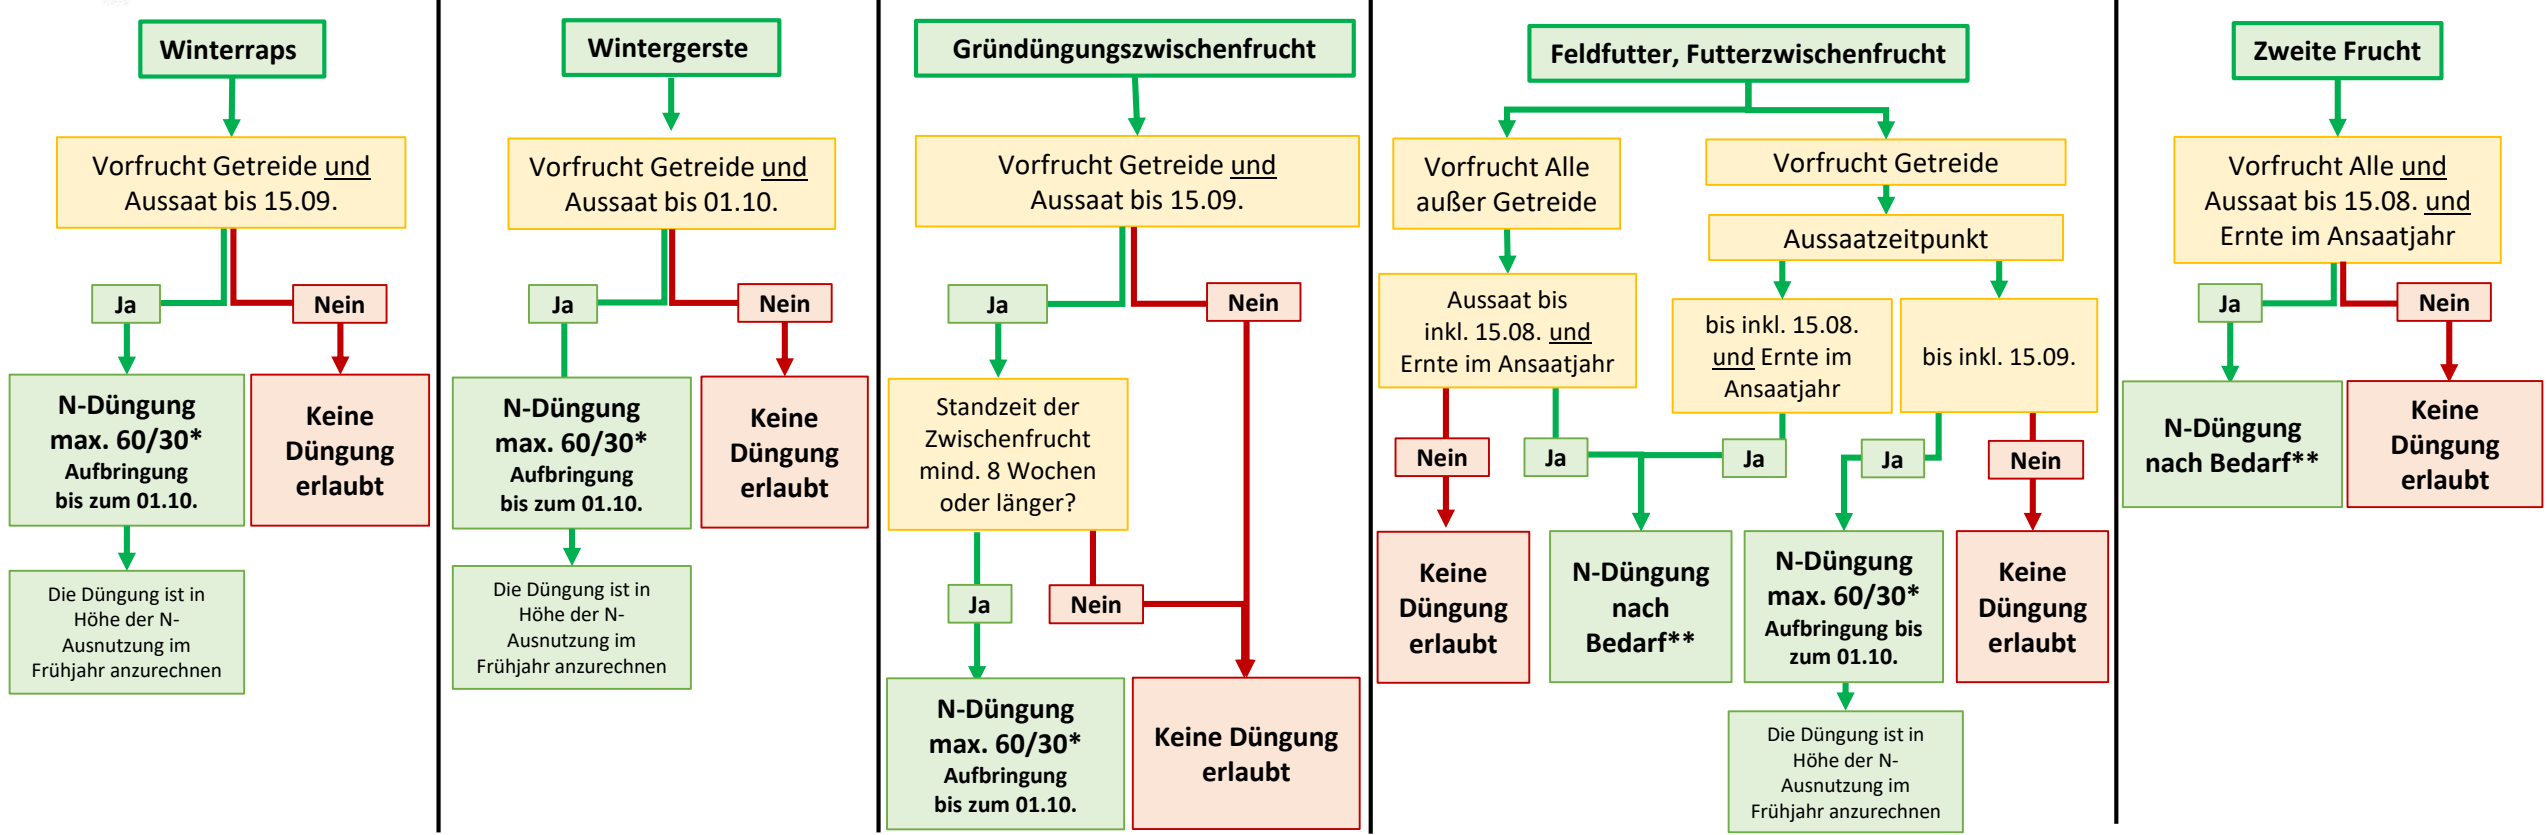 Winterraps
Vorfrucht Getreide und
Aussaat bis 15.09.
Ja
Nein
N-Düngung
max. 60/30*
Aufbringung
bis zum 01.10.
Keine
Düngung
erlaubt
Die Düngung ist in
Höhe der N-
Ausnutzung im
Frühjahr anzurechnen
Wintergerste
Vorfrucht Getreide und
Aussaat bis 01.10.
Ja
Nein
N-Düngung
max. 60/30*
Aufbringung
bis zum 01.10.
Keine
Düngung
erlaubt
Die Düngung ist in
Höhe der N-
Ausnutzung im
Frühjahr anzurechnen
Gründüngungszwischenfrucht
Vorfrucht Getreide und
Aussaat bis 15.09.
Ja
Nein
Standzeit der
Zwischenfrucht
mind. 8 Wochen
oder länger?
Ja
Nein
N-Düngung
max. 60/30*
Aufbringung
bis zum 01.10.
Keine Düngung
erlaubt
Feldfutter, Futterzwischenfrucht
Vorfrucht Alle
außer Getreide
Vorfrucht Getreide
Aussaatzeitpunkt
Aussaat bis
inkl. 15.08. und
Ernte im Ansaatjahr
bis inkl. 15.08.
und Ernte im
Ansaatjahr
bis inkl. 15.09.
Nein
Ja
Ja
Ja
Nein
Keine
Düngung
erlaubt
N-Düngung
nach
Bedarf**
N-Düngung
max. 60/30*
Aufbringung bis
zum 01.10.
Keine
Düngung
erlaubt
Die Düngung ist in
Höhe der N-
Ausnutzung im
Frühjahr anzurechnen
Zweite Frucht
Vorfrucht Alle und
Aussaat bis 15.08. und
Ernte im Ansaatjahr
Ja
Nein
N-Düngung
nach Bedarf**
Keine
Düngung
erlaubt